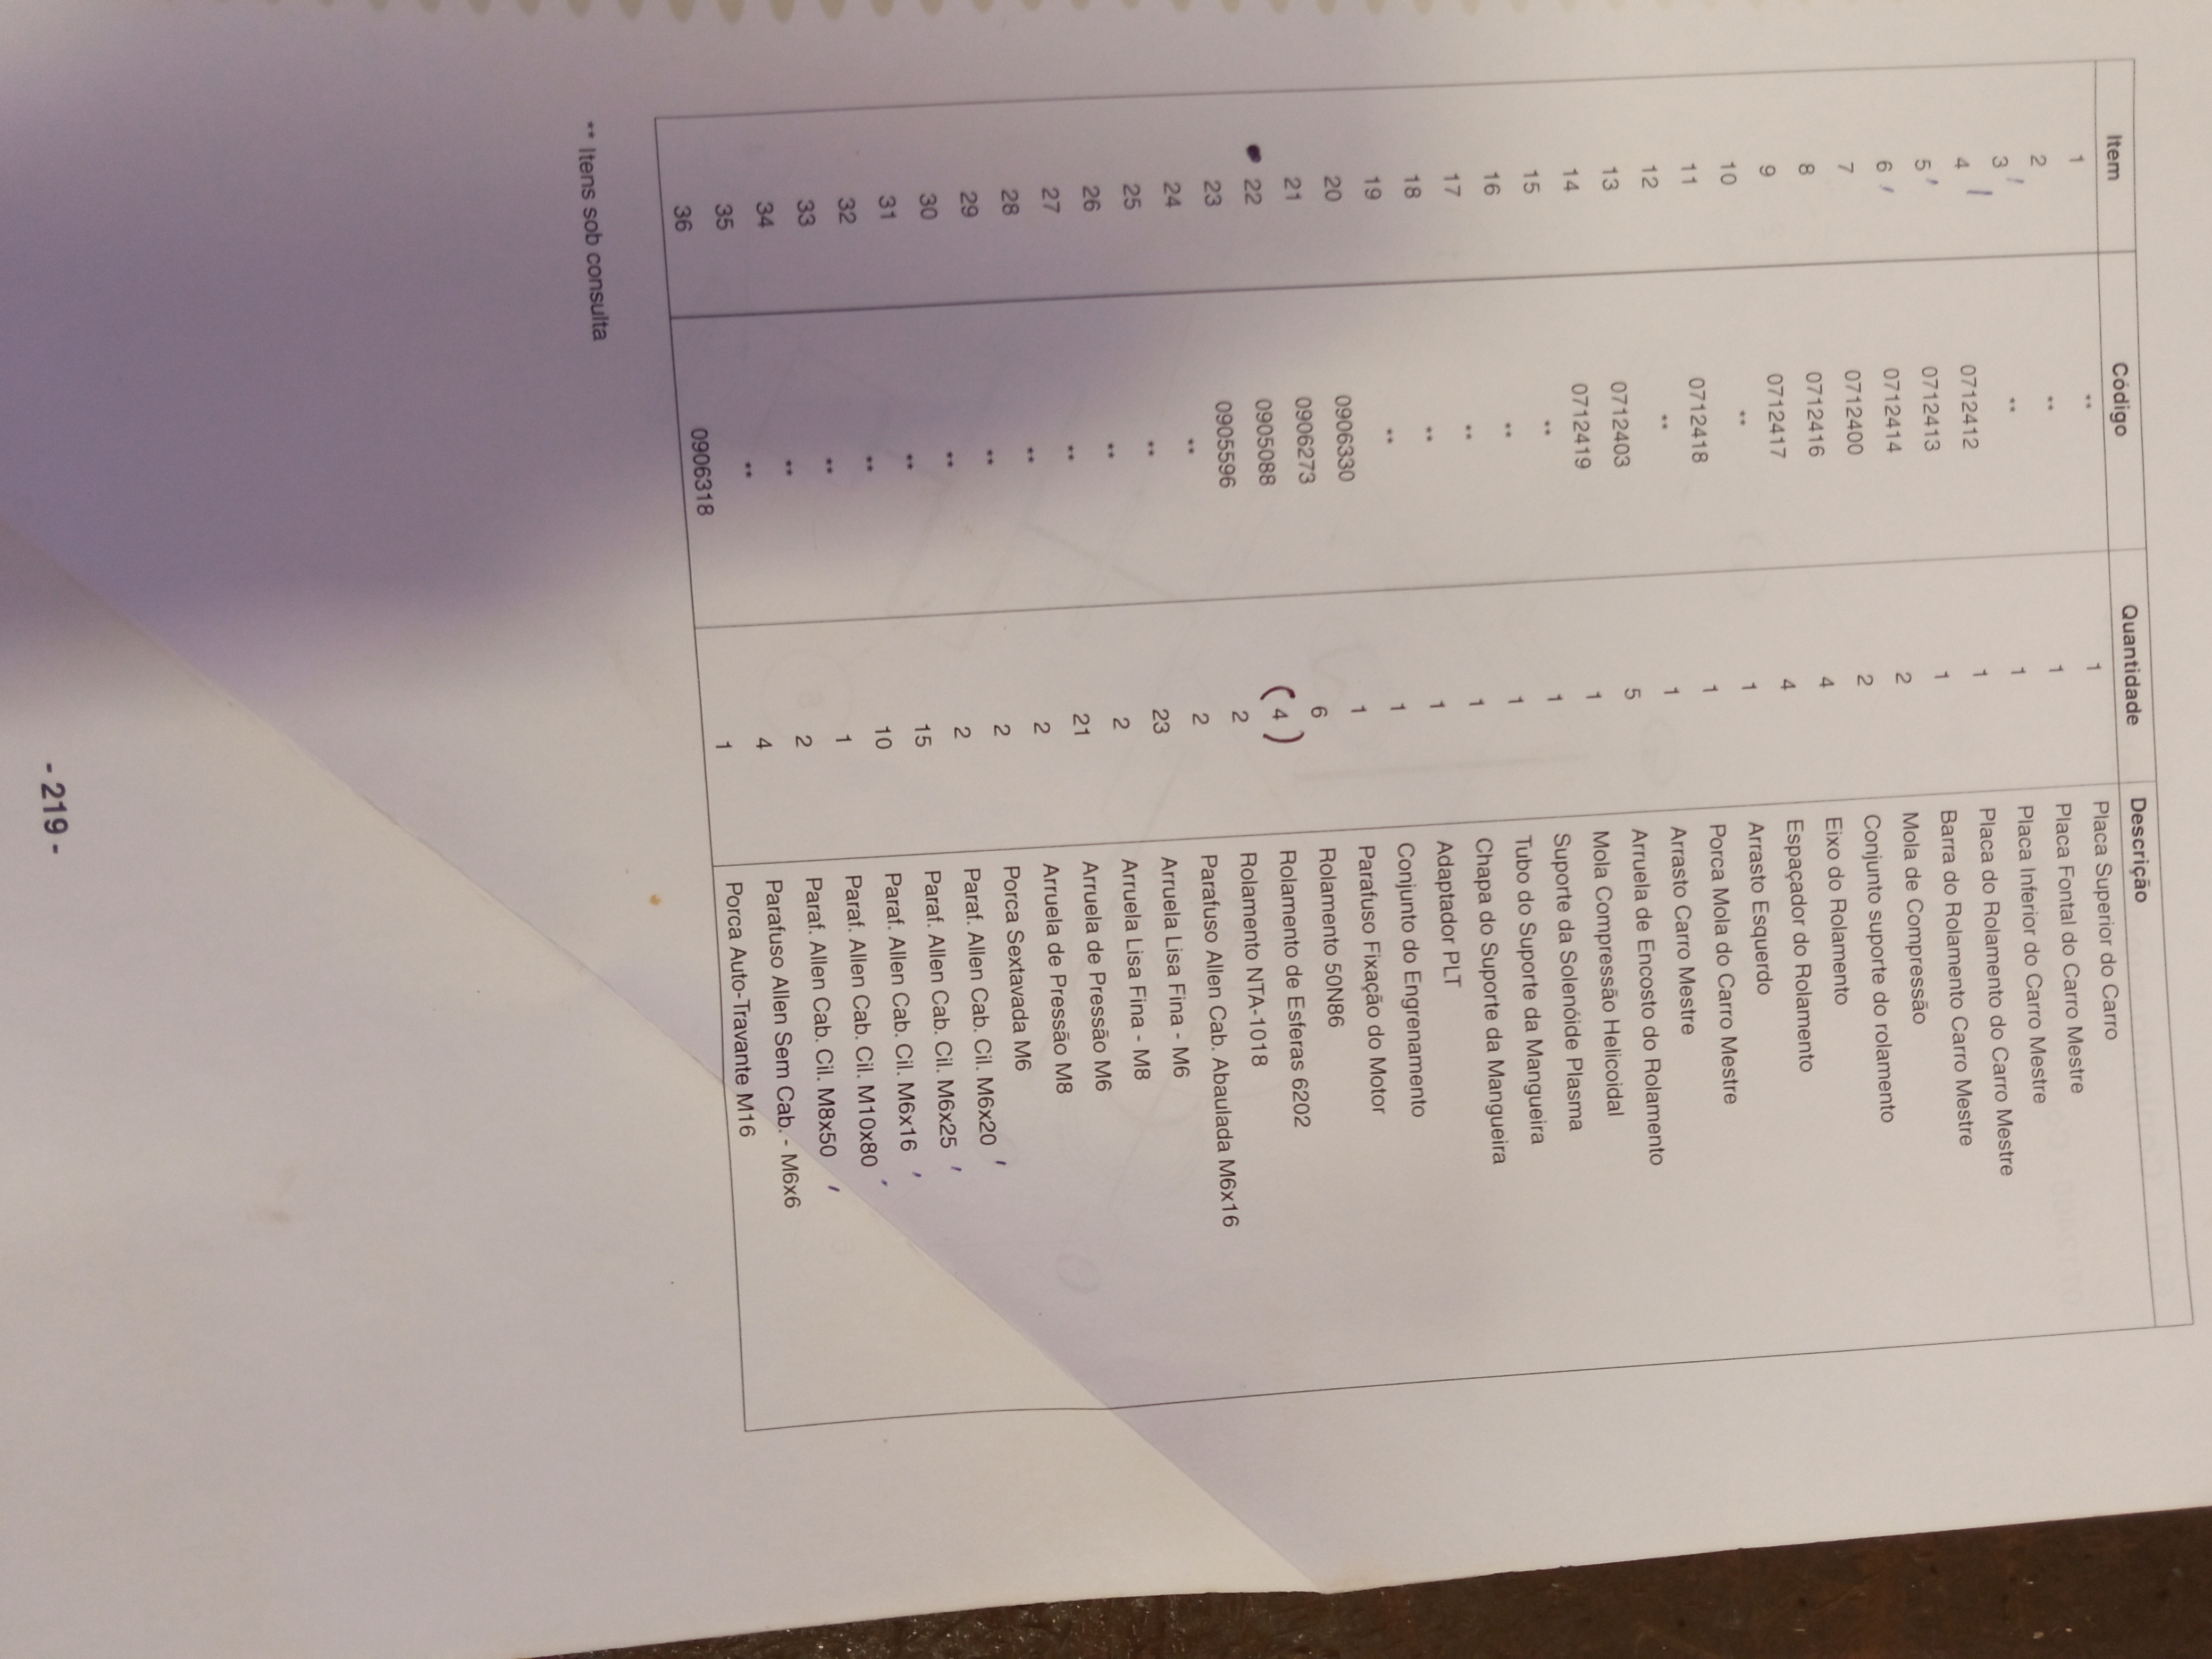 Item Código Quantidade Descrição
1 ** 1 Placa Superior do Carro
2 ** 1 Placa Fontal do Carro Mestre
3 ** 1 Placa Inferior do Carro Mestre
4 0712412 1 Placa do Rolamento do Carro Mestre
5 0712413 1 Barra do Rolamento Carro Mestre
6 0712414 2 Mola de Compressão
7 0712400 2 Conjunto suporte do rolamento
8 0712416 4 Eixo do Rolamento
9 0712417 4 Espaçador do Rolamento
10 ** 1 Arrasto Esquerdo
11 0712418 1 Porca Mola do Carro Mestre
12 ** 1 Arrasto Carro Mestre
13 0712403 5 Arruela de Encosto do Rolamento
14 0712419 1 Mola Compressão Helicoidal
15 ** 1 Suporte da Solenóide Plasma
16 ** 1 Tubo do Suporte da Mangueira
17 ** 1 Chapa do Suporte da Mangueira
18 ** 1 Adaptador PLT
19 ** 1 Conjunto do Engrenamento
20 0906330 1 Parafuso Fixação do Motor
21 0906273 6 Rolamento 50N86
22 0905088 (4) Rolamento de Esferas 6202
23 0905596 2 Rolamento NTA-1018
24 ** 2 Parafuso Allen Cab. Abaulada M6x16
25 ** 23 Arruela Lisa Fina - M6
26 ** 2 Arruela Lisa Fina - M8
27 ** 21 Arruela de Pressão M6
28 ** 2 Arruela de Pressão M8
29 ** 2 Porca Sextavada M6
30 ** 2 Paraf. Allen Cab. Cil. M6x20
31 ** 15 Paraf. Allen Cab. Cil. M6x25
32 ** 10 Paraf. Allen Cab. Cil. M6x16
33 ** 1 Paraf. Allen Cab. Cil. M10x80
34 ** 2 Paraf. Allen Cab. Cil. M8x50
35 ** 4 Parafuso Allen Sem Cab. - M6x6
36 0906318 1 Porca Auto-Travante M16
** Itens sob consulta
- 219 -